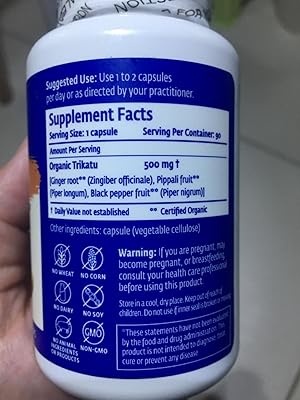 Suggested Use: Use 1 to 2 capsules
per day or as directed by your practitioner.
Supplement Facts
Serving Size: 1 capsule Serving Per Container: 90
Amount Per Serving
Organic Trikatu 500 mg †
[Ginger root** (Zingiber officinale), Pippali fruit**
(Piper longum), Black pepper fruit** (Piper nigrum)]
† Daily Value not established ** Certified Organic
Other ingredients: capsule (vegetable cellulose)
NO WHEAT
NO CORN
NO DAIRY
NO SOY
NO ANIMAL
INGREDIENTS
OR PRODUCTS
GMO
NON-GMO
Warning: If you are pregnant, may
become pregnant, or breastfeeding,
consult your health care professional
before using this product.
Store in a cool, dry place. Keep out of reach of
children. Do not use if inner seal is broken or missing.
*These statements have not been evaluated
by the food and drug administration. This
product is not intended to diagnose, treat,
cure or prevent any disease